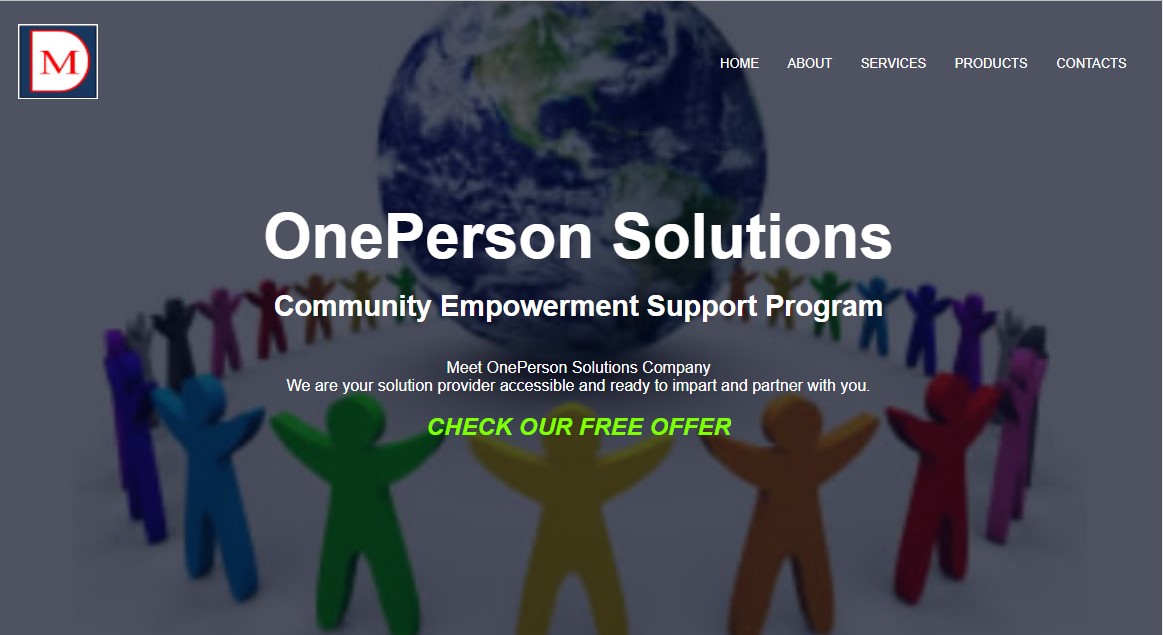 DM
HOME ABOUT SERVICES PRODUCTS CONTACTS
OnePerson Solutions
Community Empowerment Support Program
Meet OnePerson Solutions Company
We are your solution provider accessible and ready to impart and partner with you.
CHECK OUR FREE OFFER